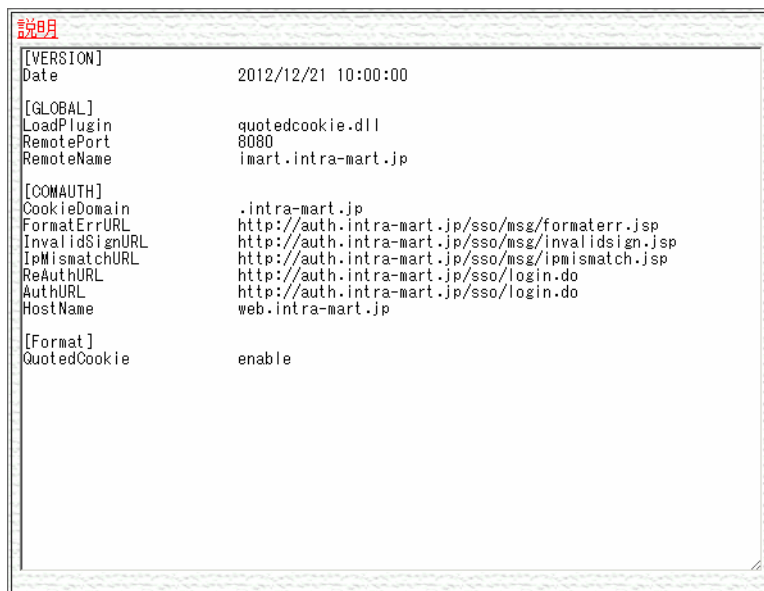 説明
[VERSION]
Date 2012/12/21 10:00:00
[GLOBAL]
LoadPlugin quotedcookie.dll
RemotePort 8080
RemoteName imart.intra-mart.jp
[COMAUTH]
CookieDomain .intra-mart.jp
FormatErrURL http://auth.intra-mart.jp/sso/msg/formaterr.jsp
InvalidSignURL http://auth.intra-mart.jp/sso/msg/invalidsign.jsp
IpMismatchURL http://auth.intra-mart.jp/sso/msg/ipmismatch.jsp
ReAuthURL http://auth.intra-mart.jp/sso/login.do
AuthURL http://auth.intra-mart.jp/sso/login.do
HostName web.intra-mart.jp
[Format]
QuotedCookie enable